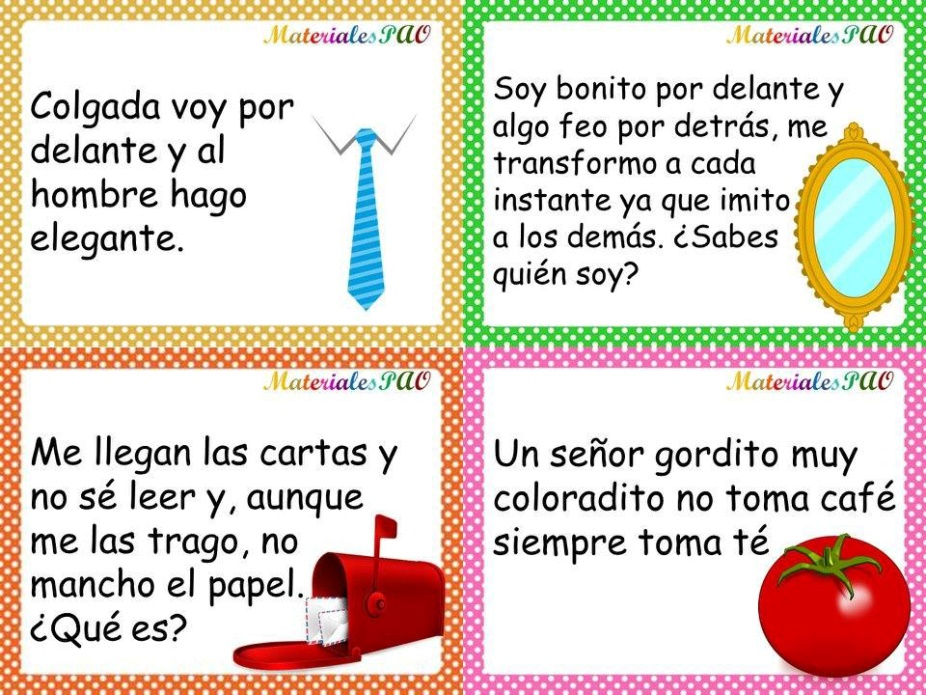 MaterialesPAO
Colgada voy por
delante y al
hombre hago
elegante.
MaterialesPAO
Soy bonito por delante y
algo feo por detrás, me
transformo a cada
instante ya que imito
a los demás. ¿Sabes
quién soy?
MaterialesPAO
Me llegan las cartas y
no sé leer y, aunque
me las trago, no
mancho el papel.
¿Qué es?
MaterialesPAO
Un señor gordito muy
coloradito no toma café
siempre toma té